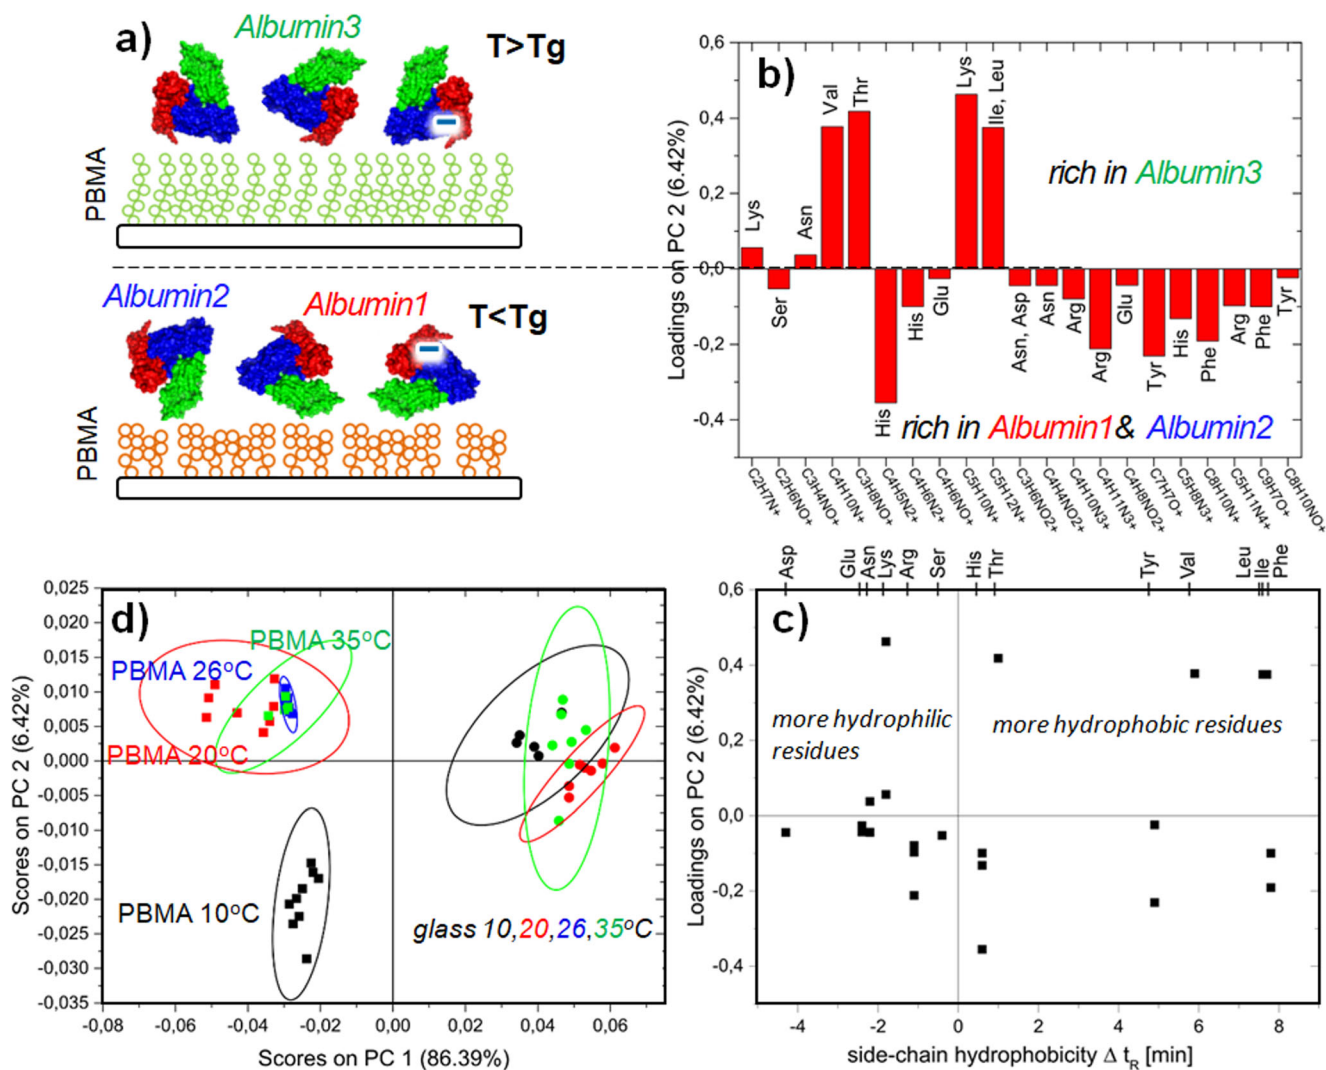 a)
Albumin3
T>Tg
PBMA
Albumin2
Albumin1
T<Tg
PBMA
b)
0,6
0,4
0,2
0,0
-0,2
-0,4
Loadings on PC 2 (6.42%)
Lys
Ser
Asn
Val
Thr
His
His
Glu
Lys
Ile, Leu
Asn, Asp
Asn
Arg
Arg
Glu
Tyr
His
Phe
Arg
Phe
Tyr
rich in Albumin3
rich in Albumin1 & Albumin2
C2H7N+
C2H6NO+
C3H4NO+
C4H10N+
C3H8NO+
C4H5N2+
C4H6N2+
C4H6NO+
C5H10N+
C5H12N+
C3H6NO2+
C4H4NO2+
C4H10N3+
C4H11N3+
C4H8NO2+
C7H7O+
C5H8N3+
C8H10N+
C5H11N4+
C9H7O+
C8H10NO+
d)
0,025
0,020
0,015
0,010
0,005
0,000
-0,005
-0,010
-0,015
-0,020
-0,025
-0,030
-0,035
Scores on PC 2 (6.42%)
PBMA 35°C
PBMA 26°C
PBMA 20°C
PBMA 10°C
glass 10,20,26,35°C
-0,08
-0,06
-0,04
-0,02
0,00
0,02
0,04
0,06
Scores on PC 1 (86.39%)
Asp
Glu
Asn
Lys
Arg
Ser
His
Thr
Tyr
Val
Leu
Ile
Phe
c)
0,6
0,4
0,2
0,0
-0,2
-0,4
Loadings on PC 2 (6.42%)
more hydrophilic
residues
more hydrophobic residues
-4
-2
0
2
4
6
8
side-chain hydrophobicity Δ tR [min]